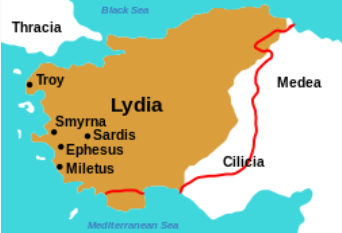 Black Sea
Thracia
Troy
Medea
Lydia
Smyrna
Sardis
Ephesus
Cilicia
Miletus
Mediterranean Sea